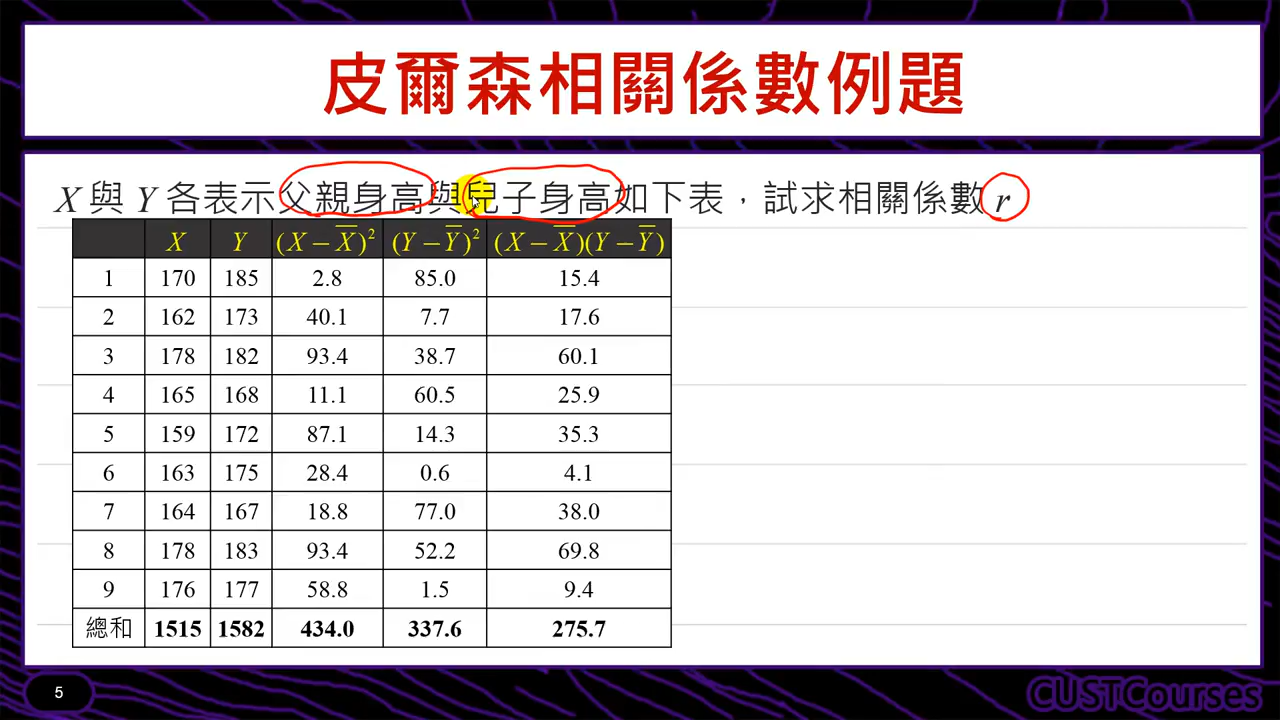 皮爾森相關係數例題
X 與 Y 各表示父親身高與兒子身高如下表，試求相關係數 r
X Y (X − X̄)² (Y − Ȳ)² (X − X̄)(Y − Ȳ)
1 170 185 2.8 85.0 15.4
2 162 173 40.1 7.7 17.6
3 178 182 93.4 38.7 60.1
4 165 168 11.1 60.5 25.9
5 159 172 87.1 14.3 35.3
6 163 175 28.4 0.6 4.1
7 164 167 18.8 77.0 38.0
8 178 183 93.4 52.2 69.8
9 176 177 58.8 1.5 9.4
總和 1515 1582 434.0 337.6 275.7
5
CUSTCourses